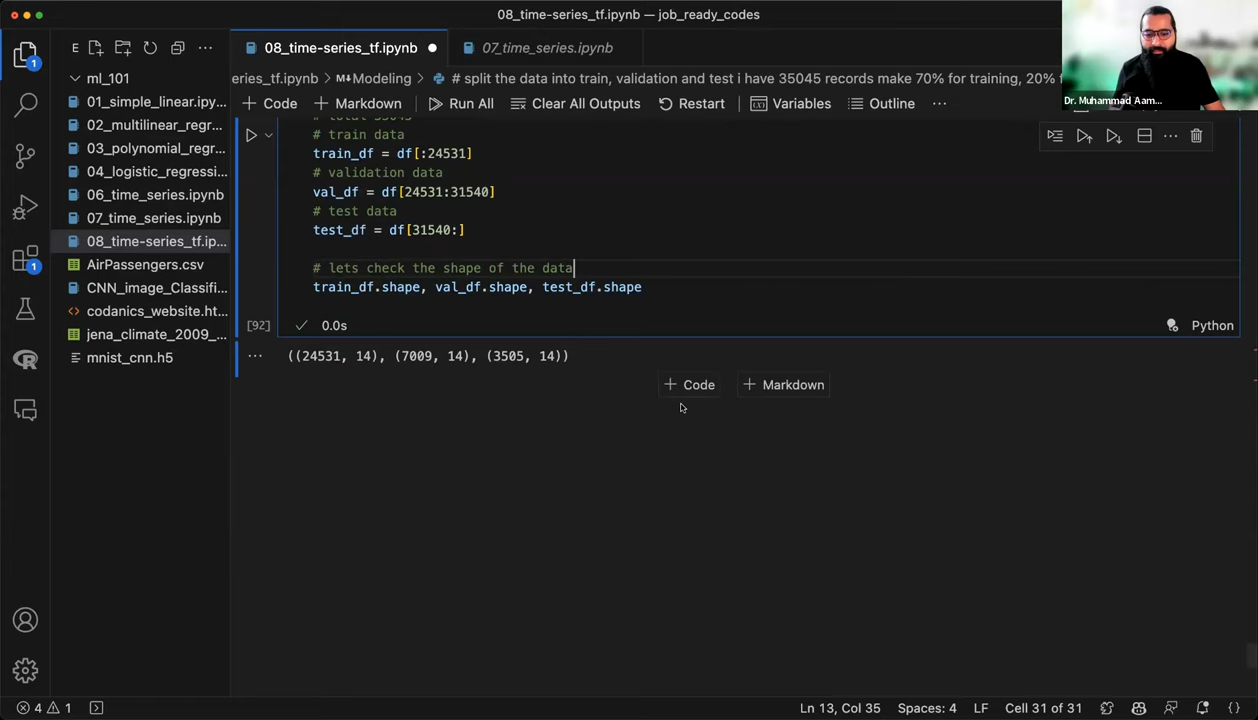 08_time-series_tf.ipynb — job_ready_codes
E
08_time-series_tf.ipynb
07_time_series.ipynb
Dr. Muhammad Aam...
eries_tf.ipynb > M Modeling > # split the data into train, validation and test i have 35045 records make 70% for training, 20% f
+ Code + Markdown Run All Clear All Outputs Restart Variables Outline ...
ml_101
01_simple_linear.ipy...
02_multilinear_regr...
03_polynomial_regr...
04_logistic_regressi...
06_time_series.ipynb
07_time_series.ipynb
08_time-series_tf.ip...
AirPassengers.csv
CNN_image_Classifi...
codanics_website.ht...
jena_climate_2009_...
mnist_cnn.h5
1
1
# total 35045
# train data
train_df = df[:24531]
# validation data
val_df = df[24531:31540]
# test data
test_df = df[31540:]
# lets check the shape of the data
train_df.shape, val_df.shape, test_df.shape
[92] 0.0s Python
((24531, 14), (7009, 14), (3505, 14))
+ Code + Markdown
4 1 Ln 13, Col 35 Spaces: 4 LF Cell 31 of 31